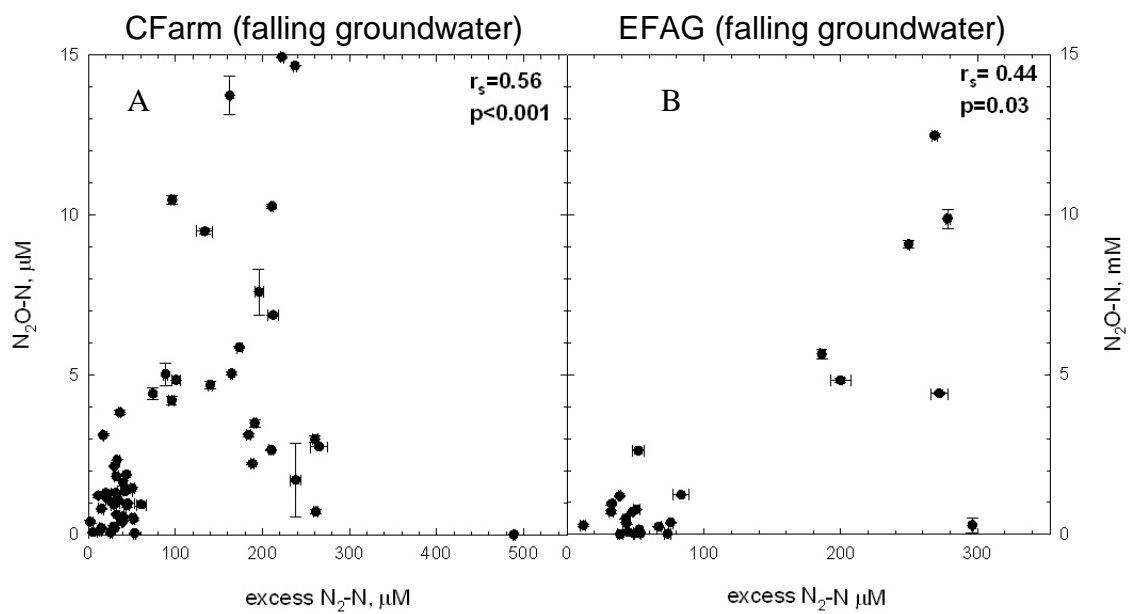 CFarm (falling groundwater)
EFAG (falling groundwater)
15
10
5
0
N₂O-N, μM
A
rₛ=0.56
p<0.001
0 100 200 300 400 500
excess N₂-N, μM
B
rₛ= 0.44
p=0.03
0 100 200 300
excess N₂-N μM
15
10
5
0
N₂O-N, mM